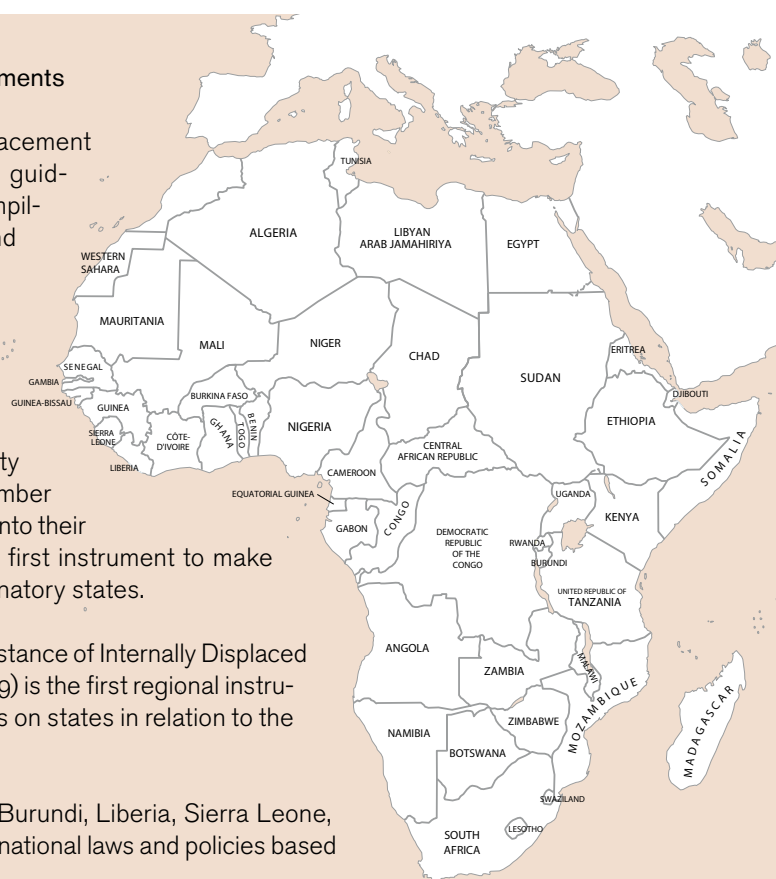 ments
acement
guid-
mpil-
nd
ty
mber
nto their
first instrument to make
natory states.
stance of Internally Displaced
9) is the first regional instru-
s on states in relation to the
Burundi, Liberia, Sierra Leone,
national laws and policies based
TUNISIA
ALGERIA
LIBYAN
ARAB JAMAHIRIYA
EGYPT
WESTERN
SAHARA
MAURITANIA
MALI
NIGER
CHAD
SUDAN
ERITREA
SENEGAL
GAMBIA
GUINEA-BISSAU
GUINEA
SIERRA
LEONE
LIBERIA
CÔTE-
D'IVOIRE
BURKINA FASO
GHANA
TOGO
BENIN
NIGERIA
DJIBOUTI
ETHIOPIA
SOMALIA
CENTRAL
AFRICAN REPUBLIC
CAMEROON
EQUATORIAL GUINEA
GABON
CONGO
DEMOCRATIC
REPUBLIC
OF THE
CONGO
UGANDA
KENYA
RWANDA
BURUNDI
UNITED REPUBLIC OF
TANZANIA
ANGOLA
ZAMBIA
MALAWI
MOZAMBIQUE
MADAGASCAR
NAMIBIA
BOTSWANA
ZIMBABWE
SWAZILAND
LESOTHO
SOUTH
AFRICA